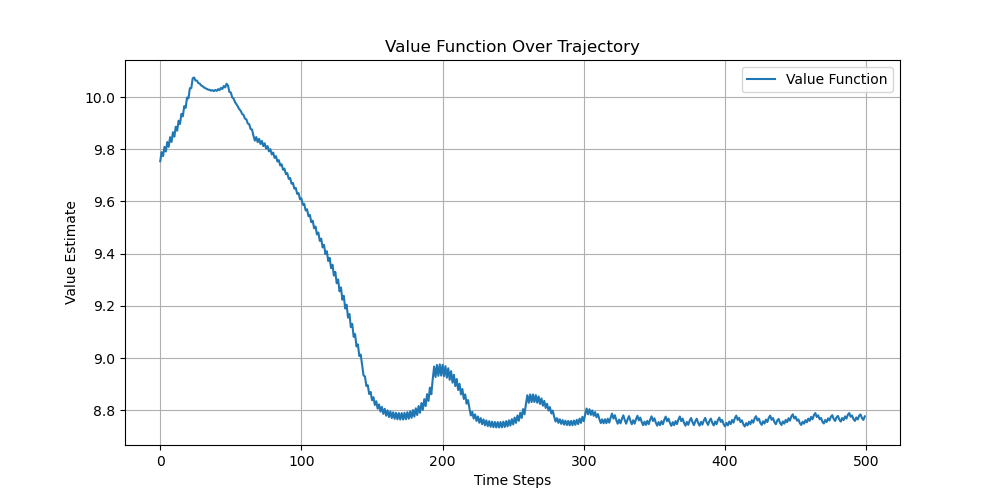 Value Function Over Trajectory
Value Function
Value Estimate
10.0
9.8
9.6
9.4
9.2
9.0
8.8
0 100 200 300 400 500
Time Steps